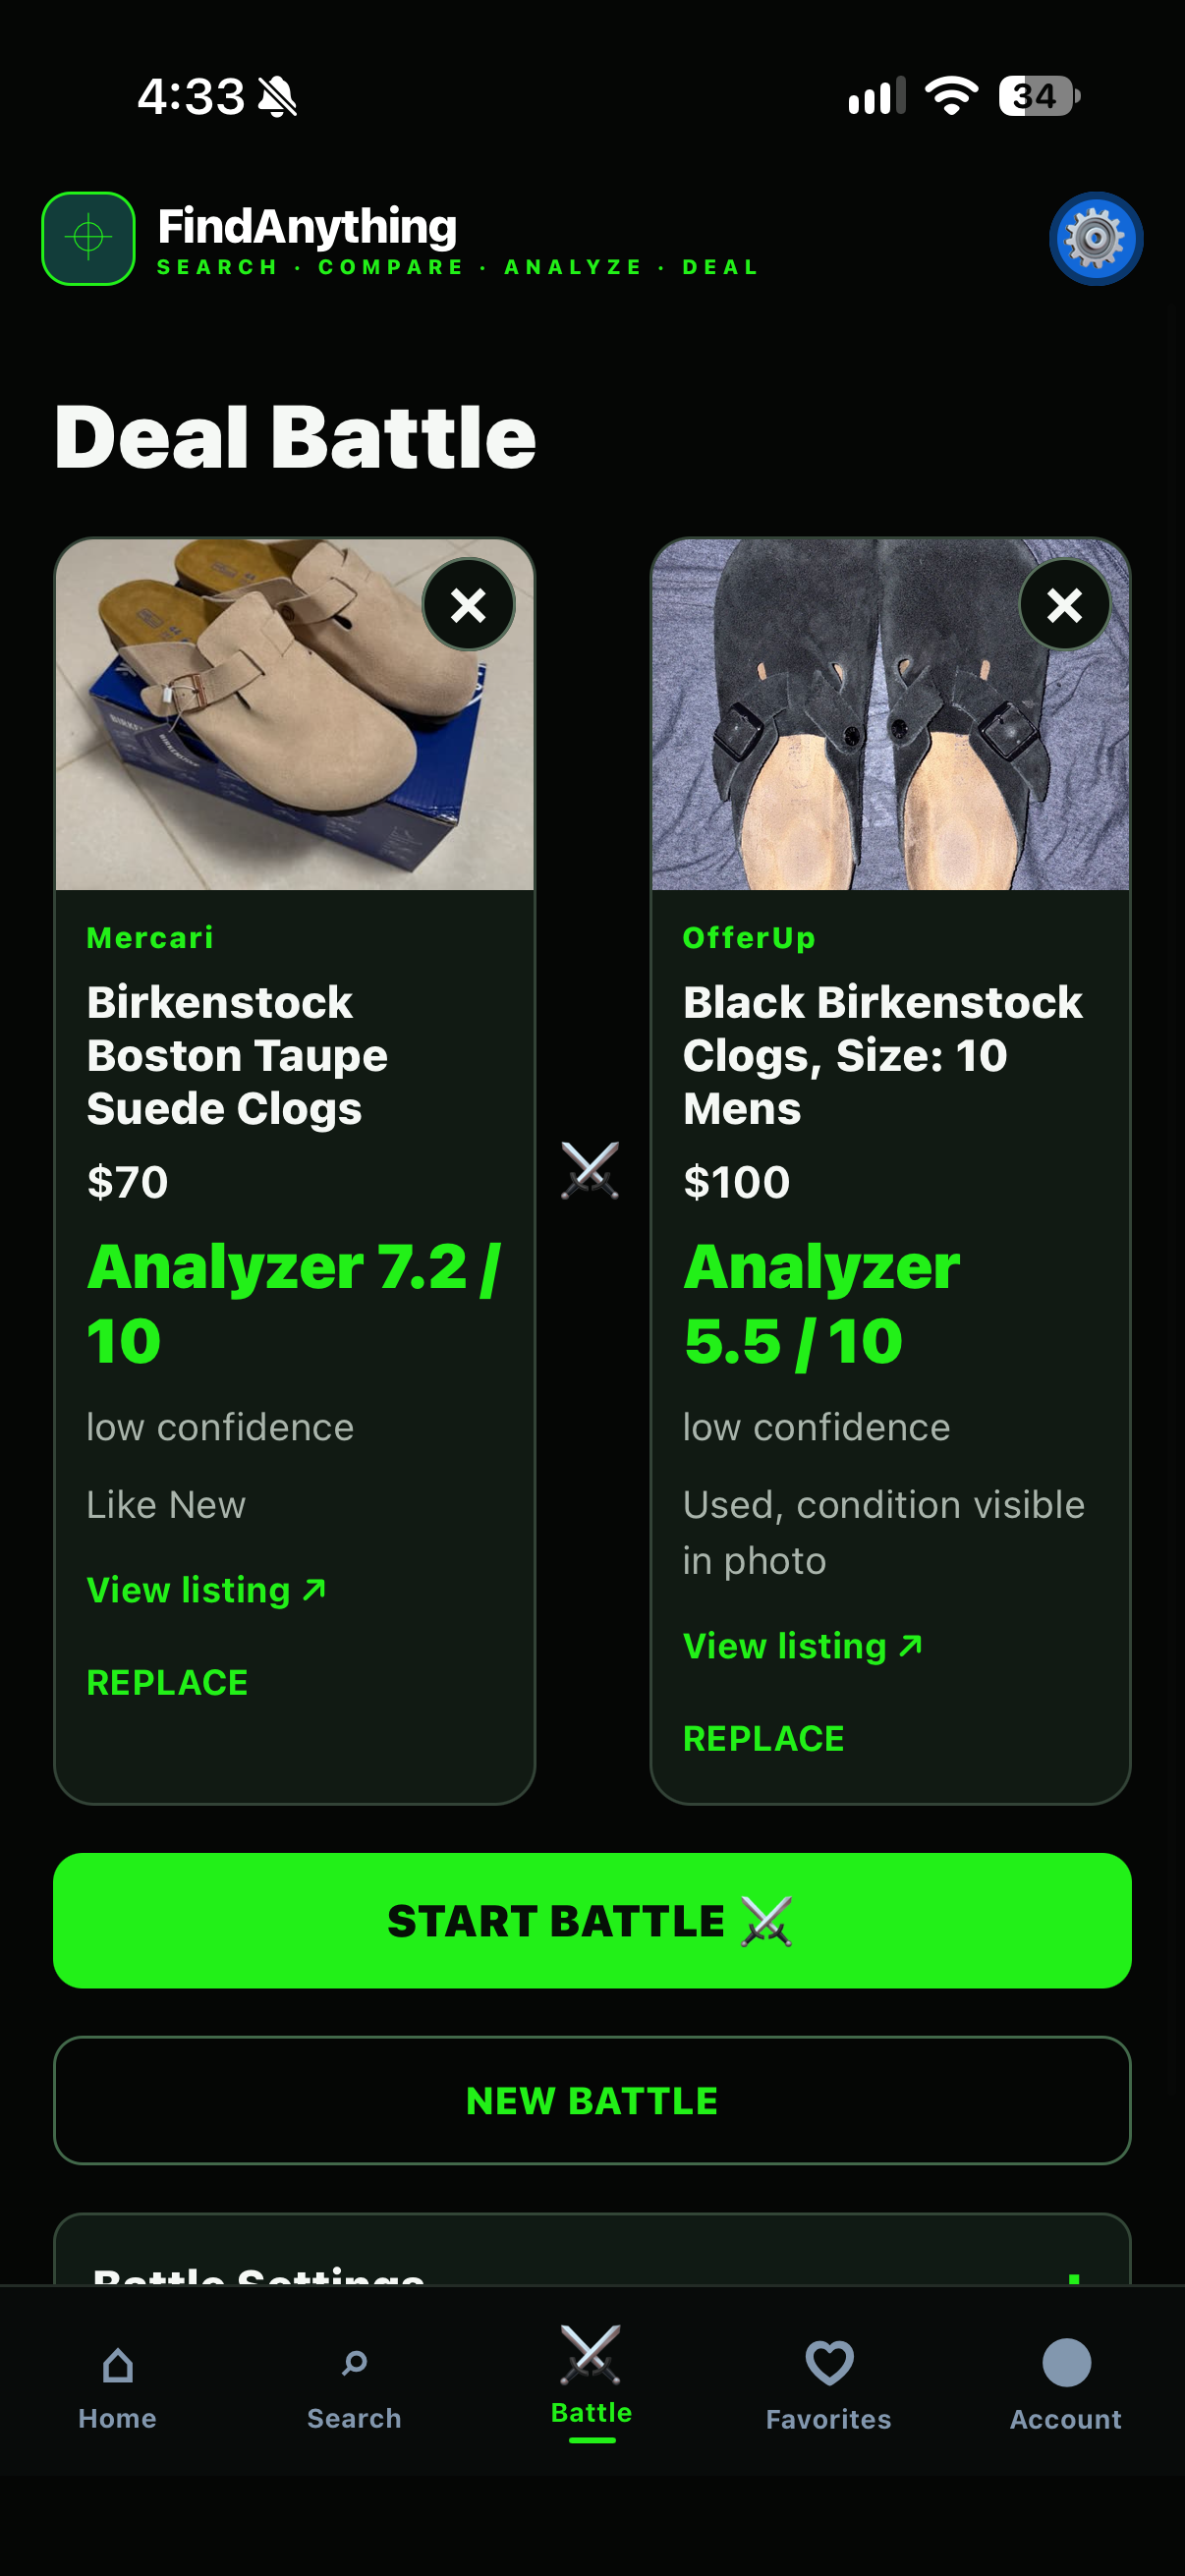 4:33
34
FindAnything
SEARCH · COMPARE · ANALYZE · DEAL
Deal Battle
Mercari
Birkenstock
Boston Taupe
Suede Clogs
$70
Analyzer 7.2 /
10
low confidence
Like New
View listing ↗
REPLACE
OfferUp
Black Birkenstock
Clogs, Size: 10
Mens
$100
Analyzer
5.5 / 10
low confidence
Used, condition visible
in photo
View listing ↗
REPLACE
START BATTLE
NEW BATTLE
Battle Settings
Home
Search
Battle
Favorites
Account